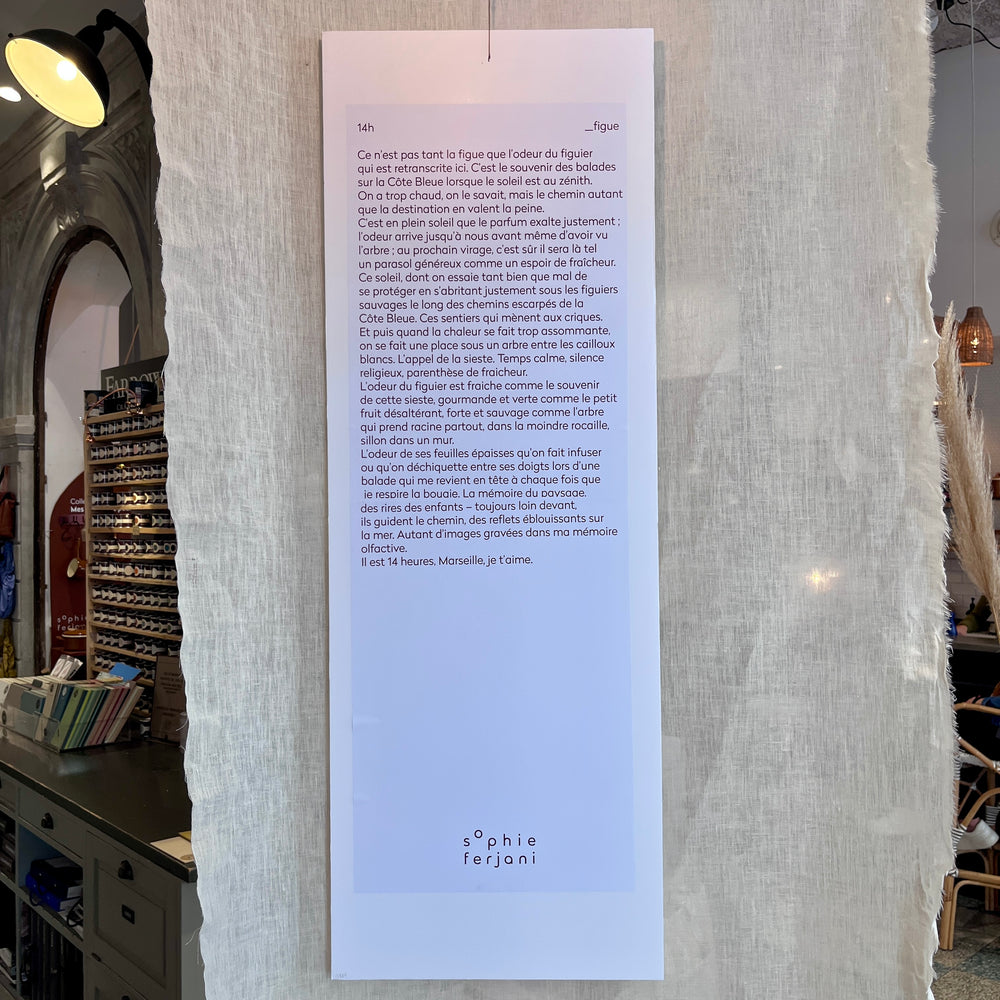 14h
_figue
Ce n'est pas tant la figue que l'odeur du figuier
qui est retranscrite ici. C'est le souvenir des balades
sur la Côte Bleue lorsque le soleil est au zénith.
On a trop chaud, on le savait, mais le chemin autant
que la destination en valent la peine.
C'est en plein soleil que le parfum exalte justement ;
l'odeur arrive jusqu'à nous avant même d'avoir vu
l'arbre ; au prochain virage, c'est sûr il sera là tel
un parasol généreux comme un espoir de fraîcheur.
Ce soleil, dont on essaie tant bien que mal de
se protéger en s'abritant justement sous les figuiers
sauvages le long des chemins escarpés de la
Côte Bleue. Ces sentiers qui mènent aux criques.
Et puis quand la chaleur se fait trop assommante,
on se fait une place sous un arbre entre les cailloux
blancs. L'appel de la sieste. Temps calme, silence
religieux, parenthèse de fraicheur.
L'odeur du figuier est fraiche comme le souvenir
de cette sieste, gourmande et verte comme le petit
fruit désaltérant, forte et sauvage comme l'arbre
qui prend racine partout, dans la moindre rocaille,
sillon dans un mur.
L'odeur de ses feuilles épaisses qu'on fait infuser
ou qu'on déchiquette entre ses doigts lors d'une
balade qui me revient en tête à chaque fois que
je respire la bougie. La mémoire du paysage,
des rires des enfants – toujours loin devant,
ils guident le chemin, des reflets éblouissants sur
la mer. Autant d'images gravées dans ma mémoire
olfactive.
Il est 14 heures, Marseille, je t'aime.
sophie
ferjani
FARROW
Colle
Mes
sophie
ferja